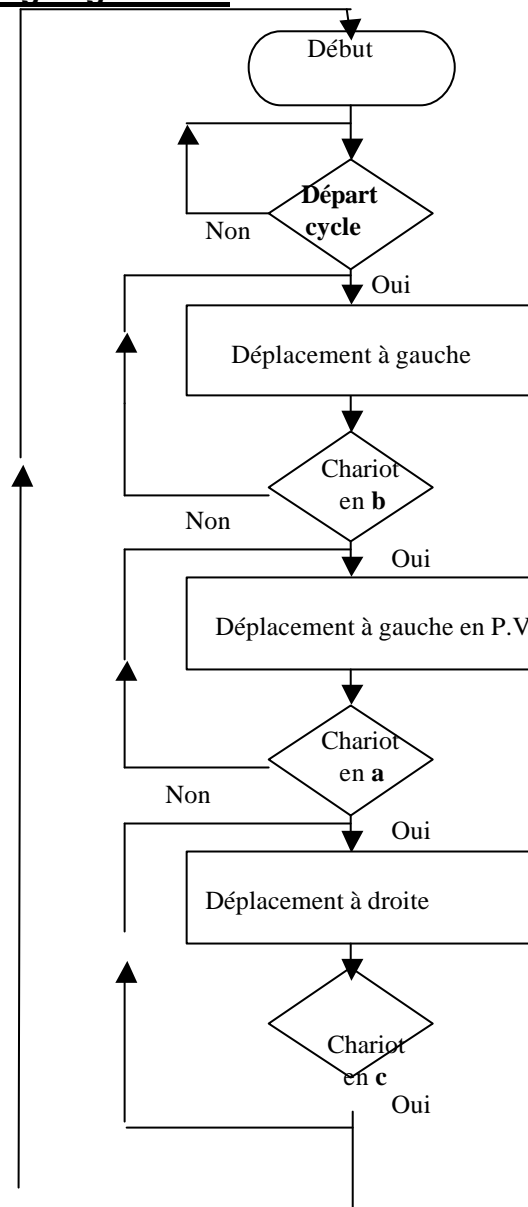 Début
Départ
cycle
Non
Oui
Déplacement à gauche
Chariot
en b
Non
Oui
Déplacement à gauche en P.V
Chariot
en a
Non
Oui
Déplacement à droite
Chariot
en c
Oui